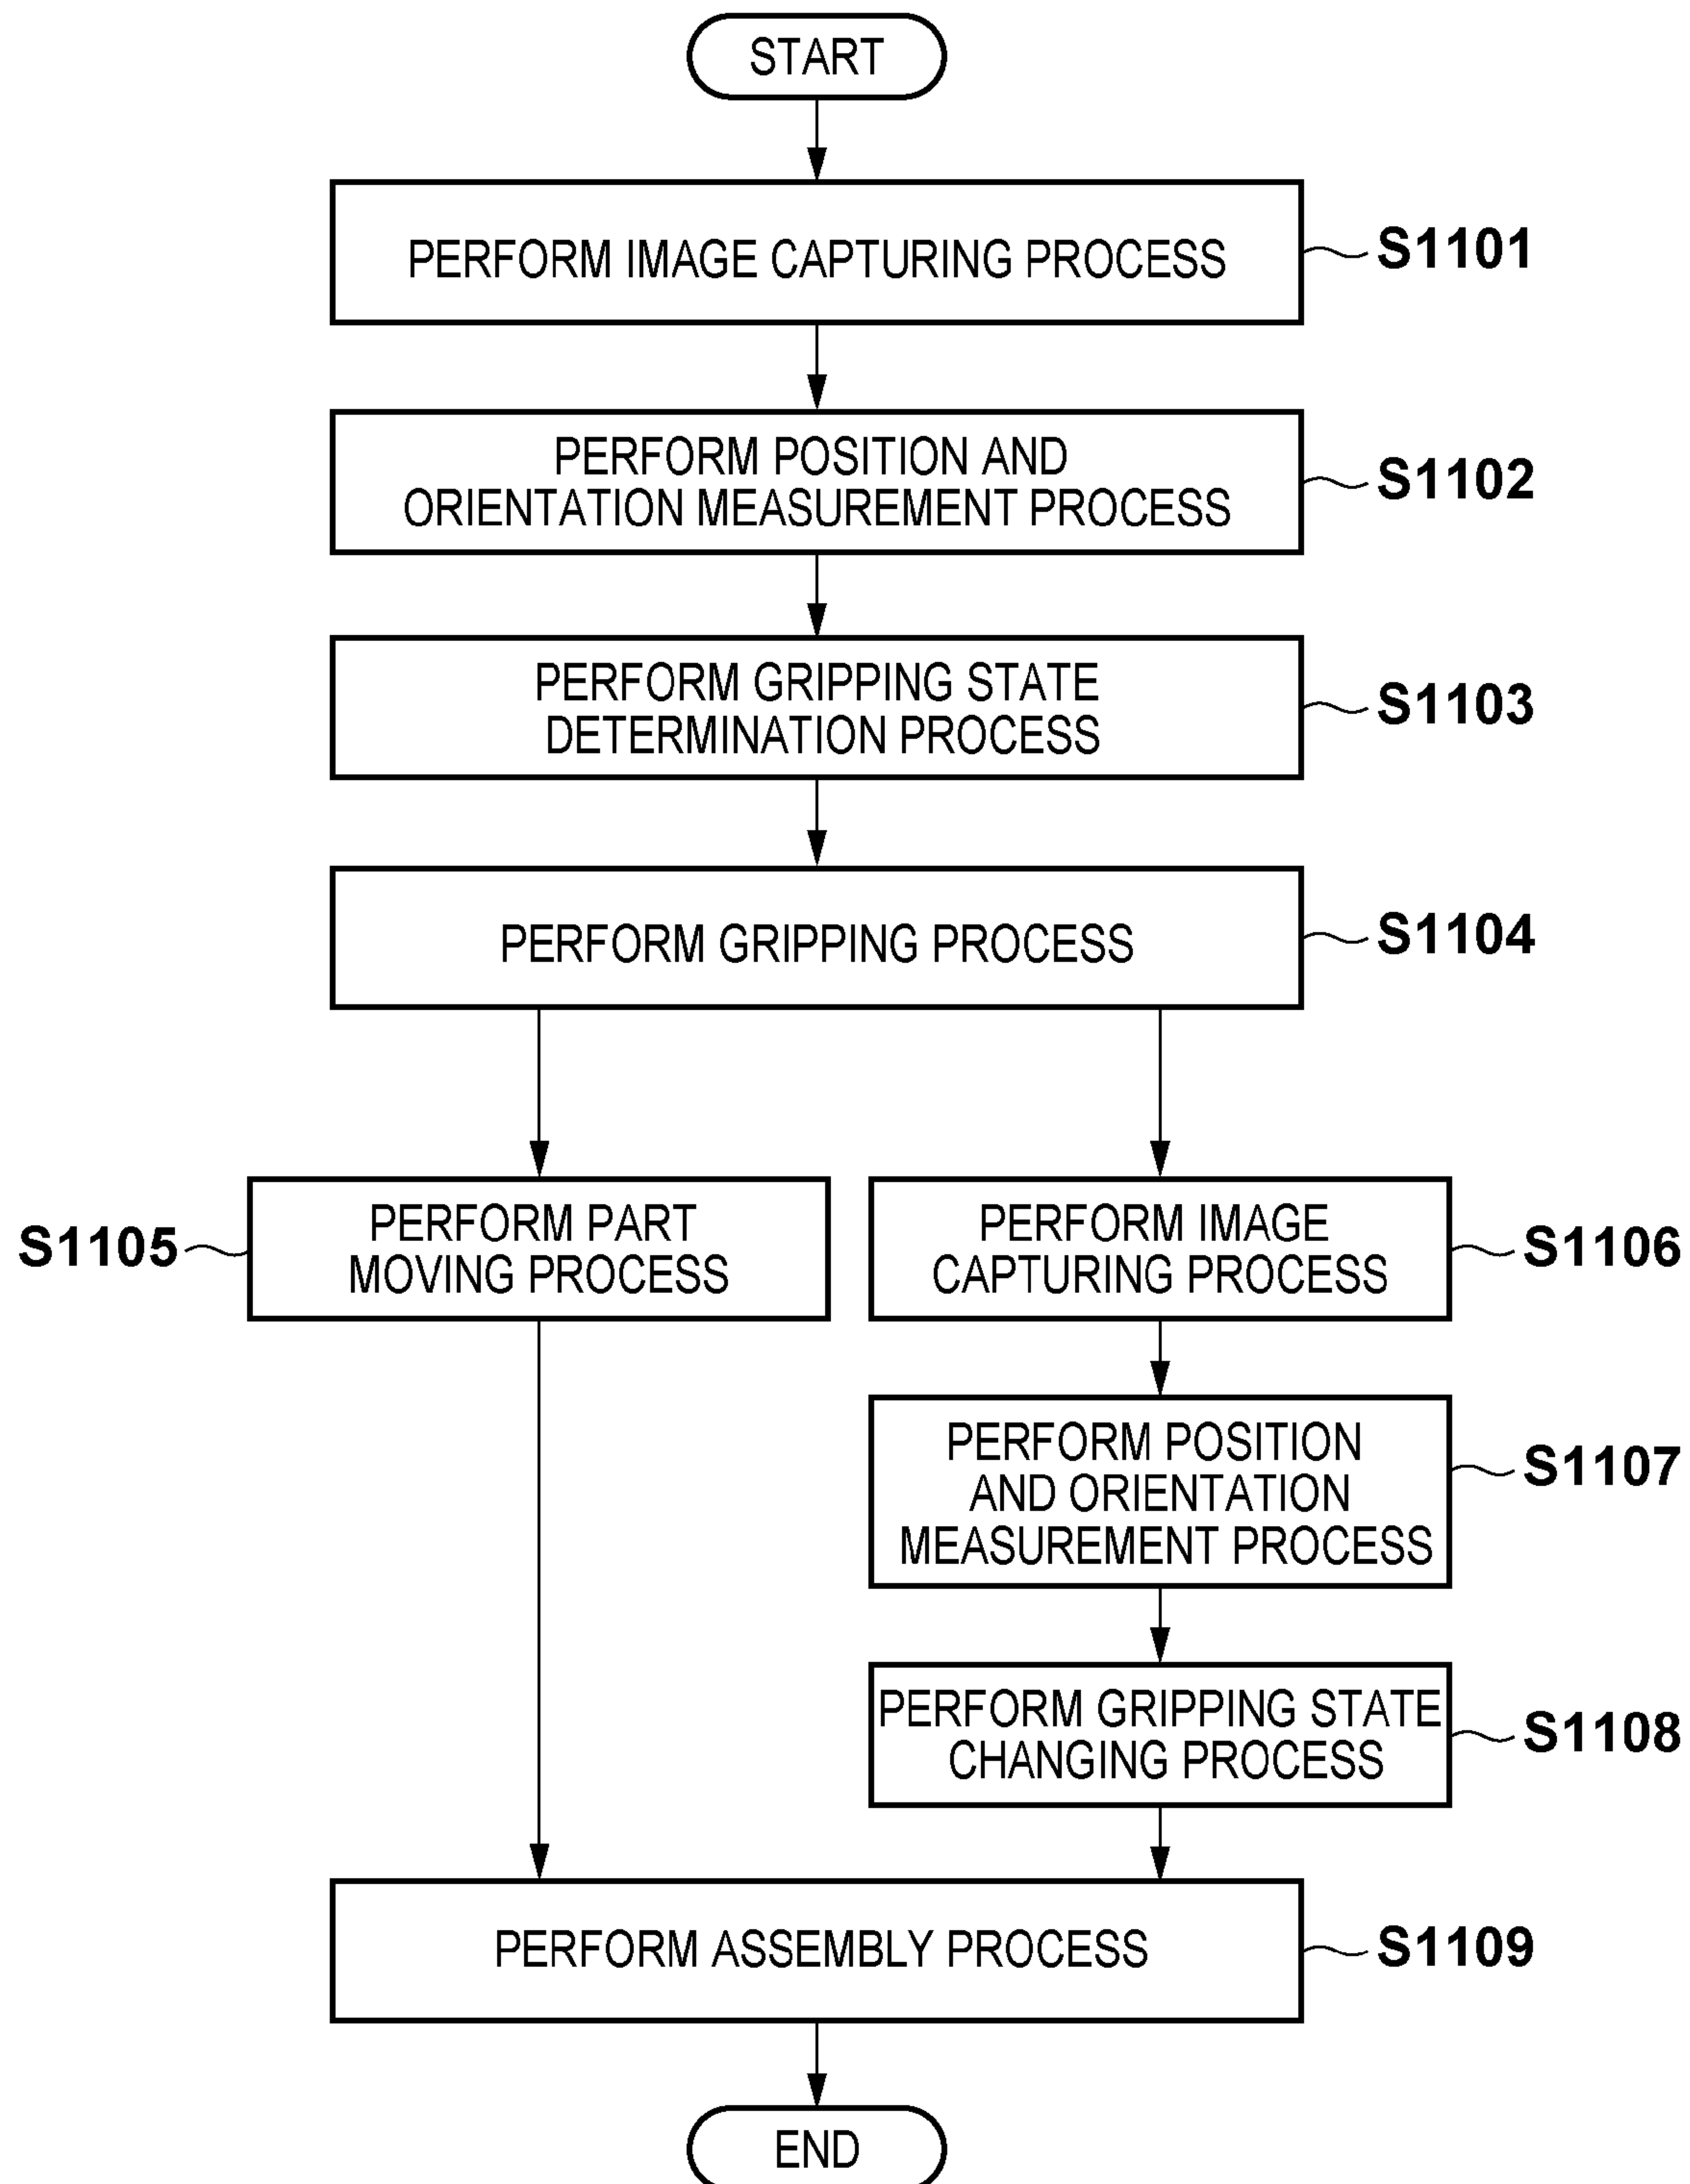 START
PERFORM IMAGE CAPTURING PROCESS
S1101
PERFORM POSITION AND
ORIENTATION MEASUREMENT PROCESS
S1102
PERFORM GRIPPING STATE
DETERMINATION PROCESS
S1103
PERFORM GRIPPING PROCESS
S1104
S1105
PERFORM PART
MOVING PROCESS
PERFORM IMAGE
CAPTURING PROCESS
S1106
PERFORM POSITION
AND ORIENTATION
MEASUREMENT PROCESS
S1107
PERFORM GRIPPING STATE
CHANGING PROCESS
S1108
PERFORM ASSEMBLY PROCESS
S1109
END